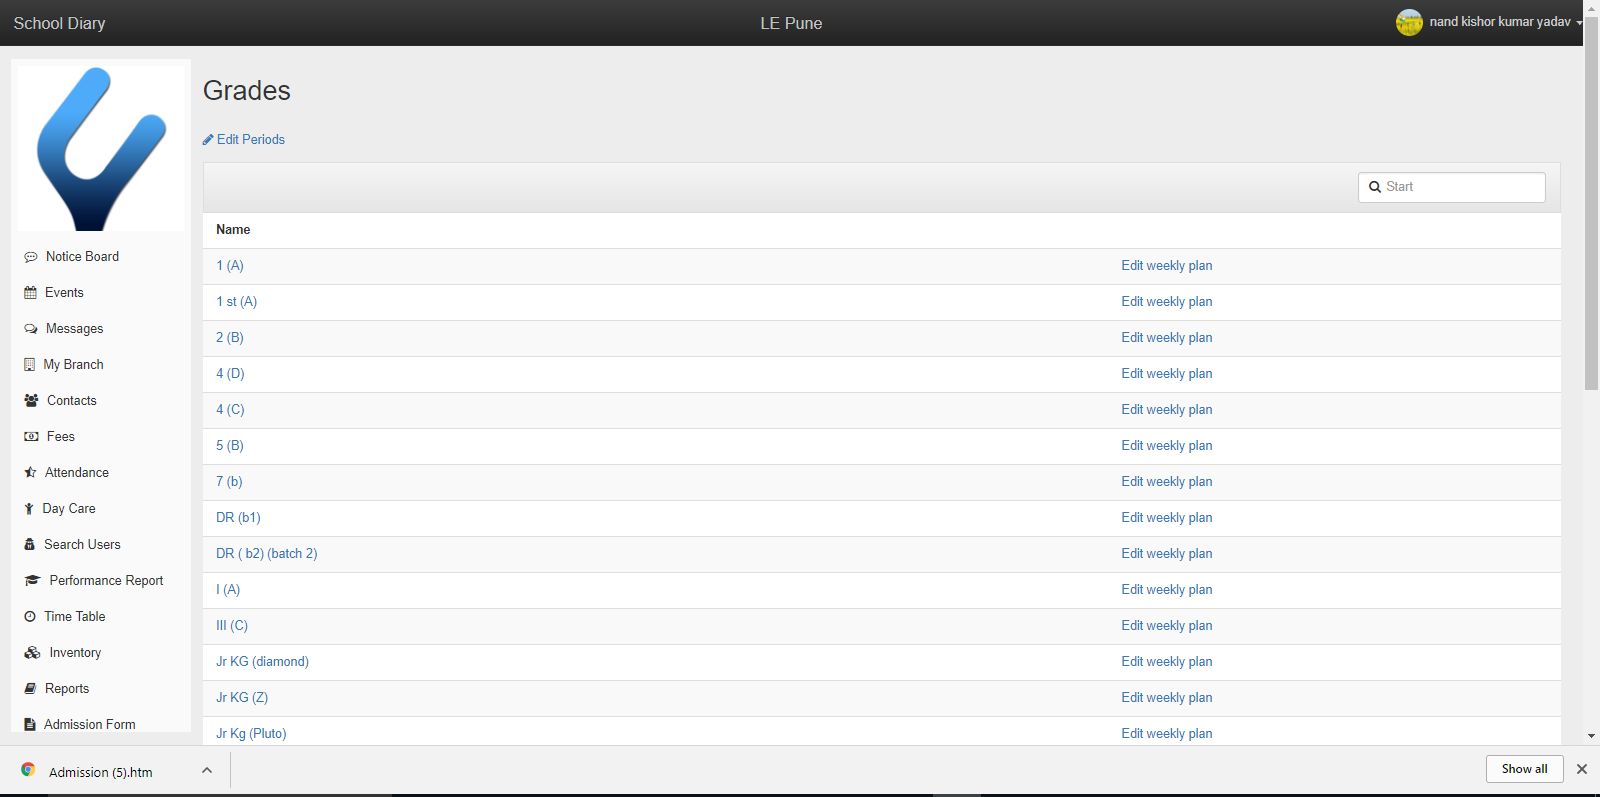 School Diary
LE Pune
nand kishor kumar yadav
Grades
Edit Periods
Start
Name
1 (A) Edit weekly plan
1 st (A) Edit weekly plan
2 (B) Edit weekly plan
4 (D) Edit weekly plan
4 (C) Edit weekly plan
5 (B) Edit weekly plan
7 (b) Edit weekly plan
DR (b1) Edit weekly plan
DR ( b2) (batch 2) Edit weekly plan
I (A) Edit weekly plan
III (C) Edit weekly plan
Jr KG (diamond) Edit weekly plan
Jr KG (Z) Edit weekly plan
Jr Kg (Pluto) Edit weekly plan
Notice Board
Events
Messages
My Branch
Contacts
Fees
Attendance
Day Care
Search Users
Performance Report
Time Table
Inventory
Reports
Admission Form
Admission (5).htm
Show all